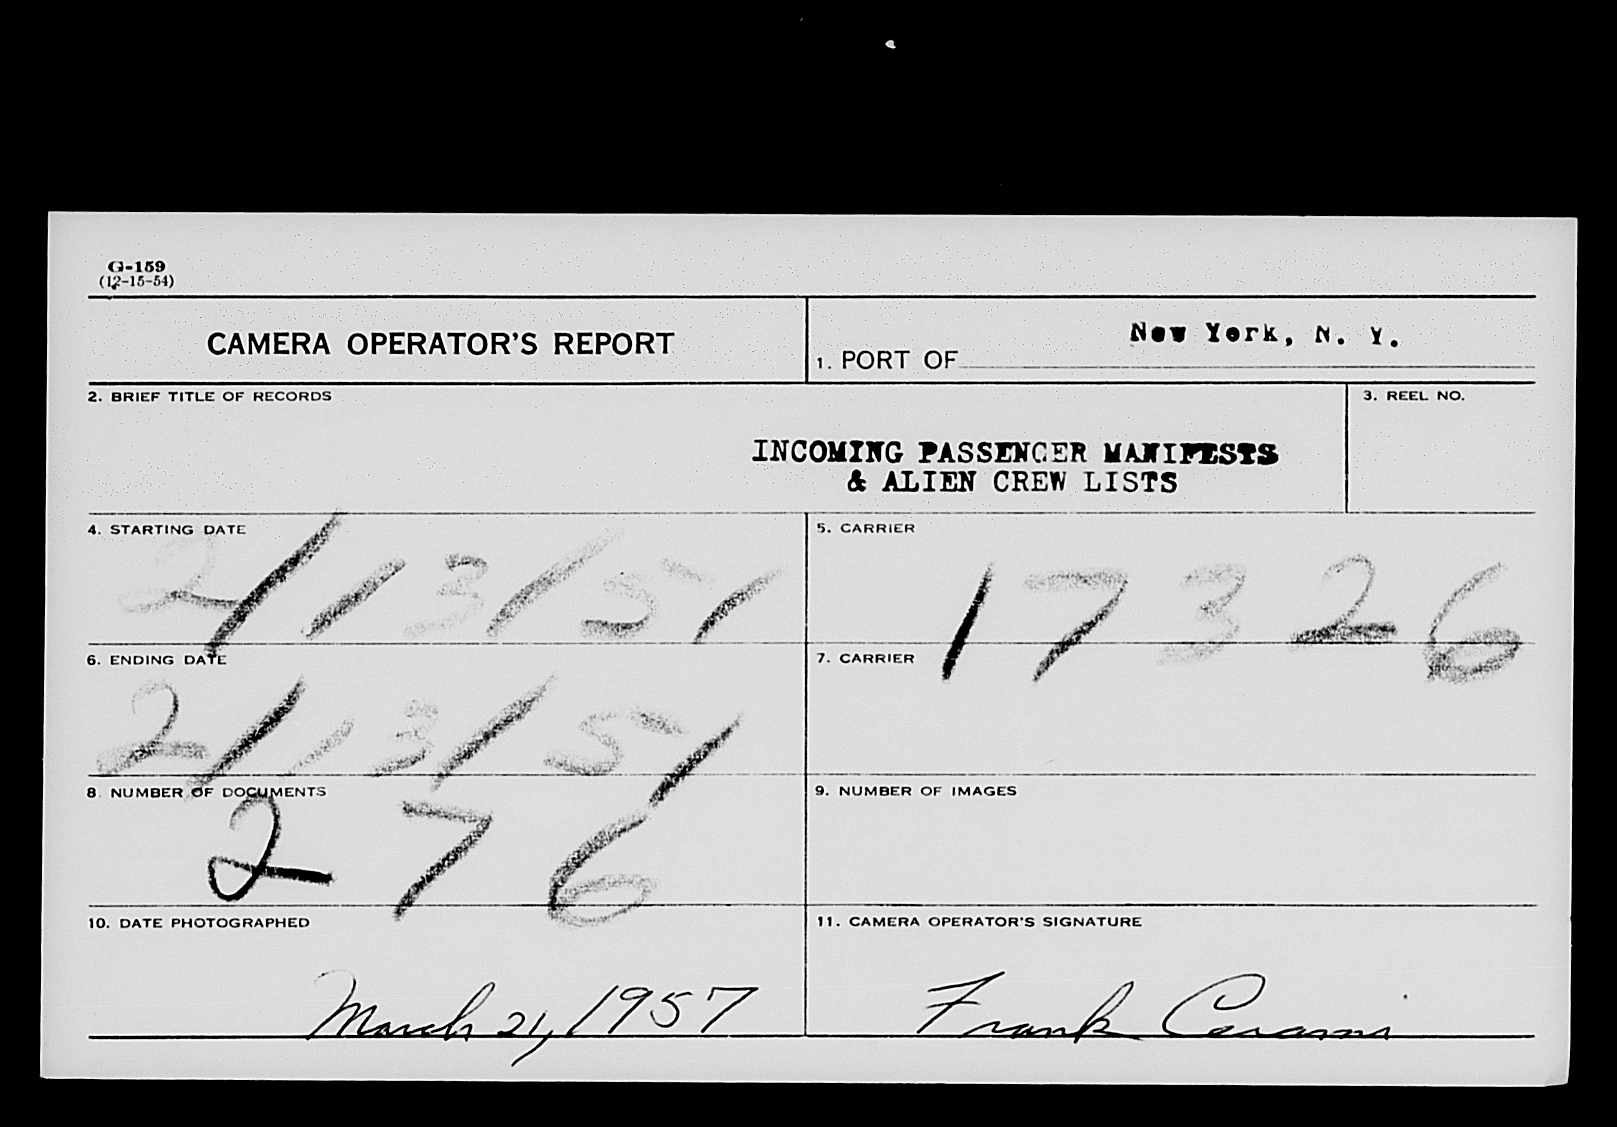 G-159
(12-15-54)
CAMERA OPERATOR'S REPORT
1. PORT OF New York, N. Y.
2. BRIEF TITLE OF RECORDS
3. REEL NO.
INCOMING PASSENGER MANIFESTS
& ALIEN CREW LISTS
4. STARTING DATE
2/13/51
5. CARRIER
17326
6. ENDING DATE
2/13/51
7. CARRIER
8. NUMBER OF DOCUMENTS
276
9. NUMBER OF IMAGES
10. DATE PHOTOGRAPHED
March 21, 1957
11. CAMERA OPERATOR'S SIGNATURE
Frank